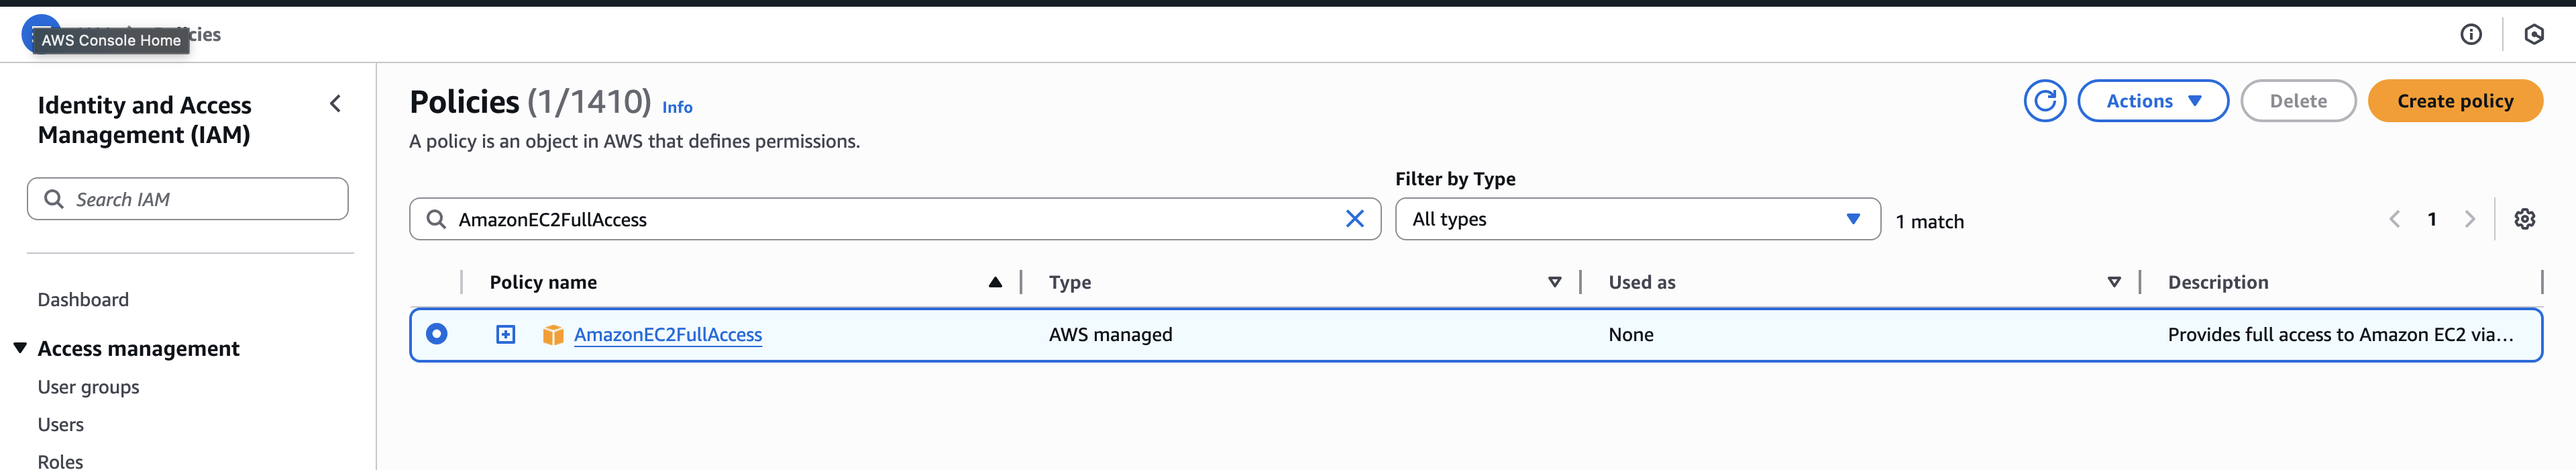 AWS Console Home
cies
Identity and Access
Management (IAM)
Search IAM
Dashboard
Access management
User groups
Users
Roles
Policies (1/1410) Info
A policy is an object in AWS that defines permissions.
Actions
Delete
Create policy
Filter by Type
AmazonEC2FullAccess
All types
1 match
1
Policy name
Type
Used as
Description
AmazonEC2FullAccess
AWS managed
None
Provides full access to Amazon EC2 via...